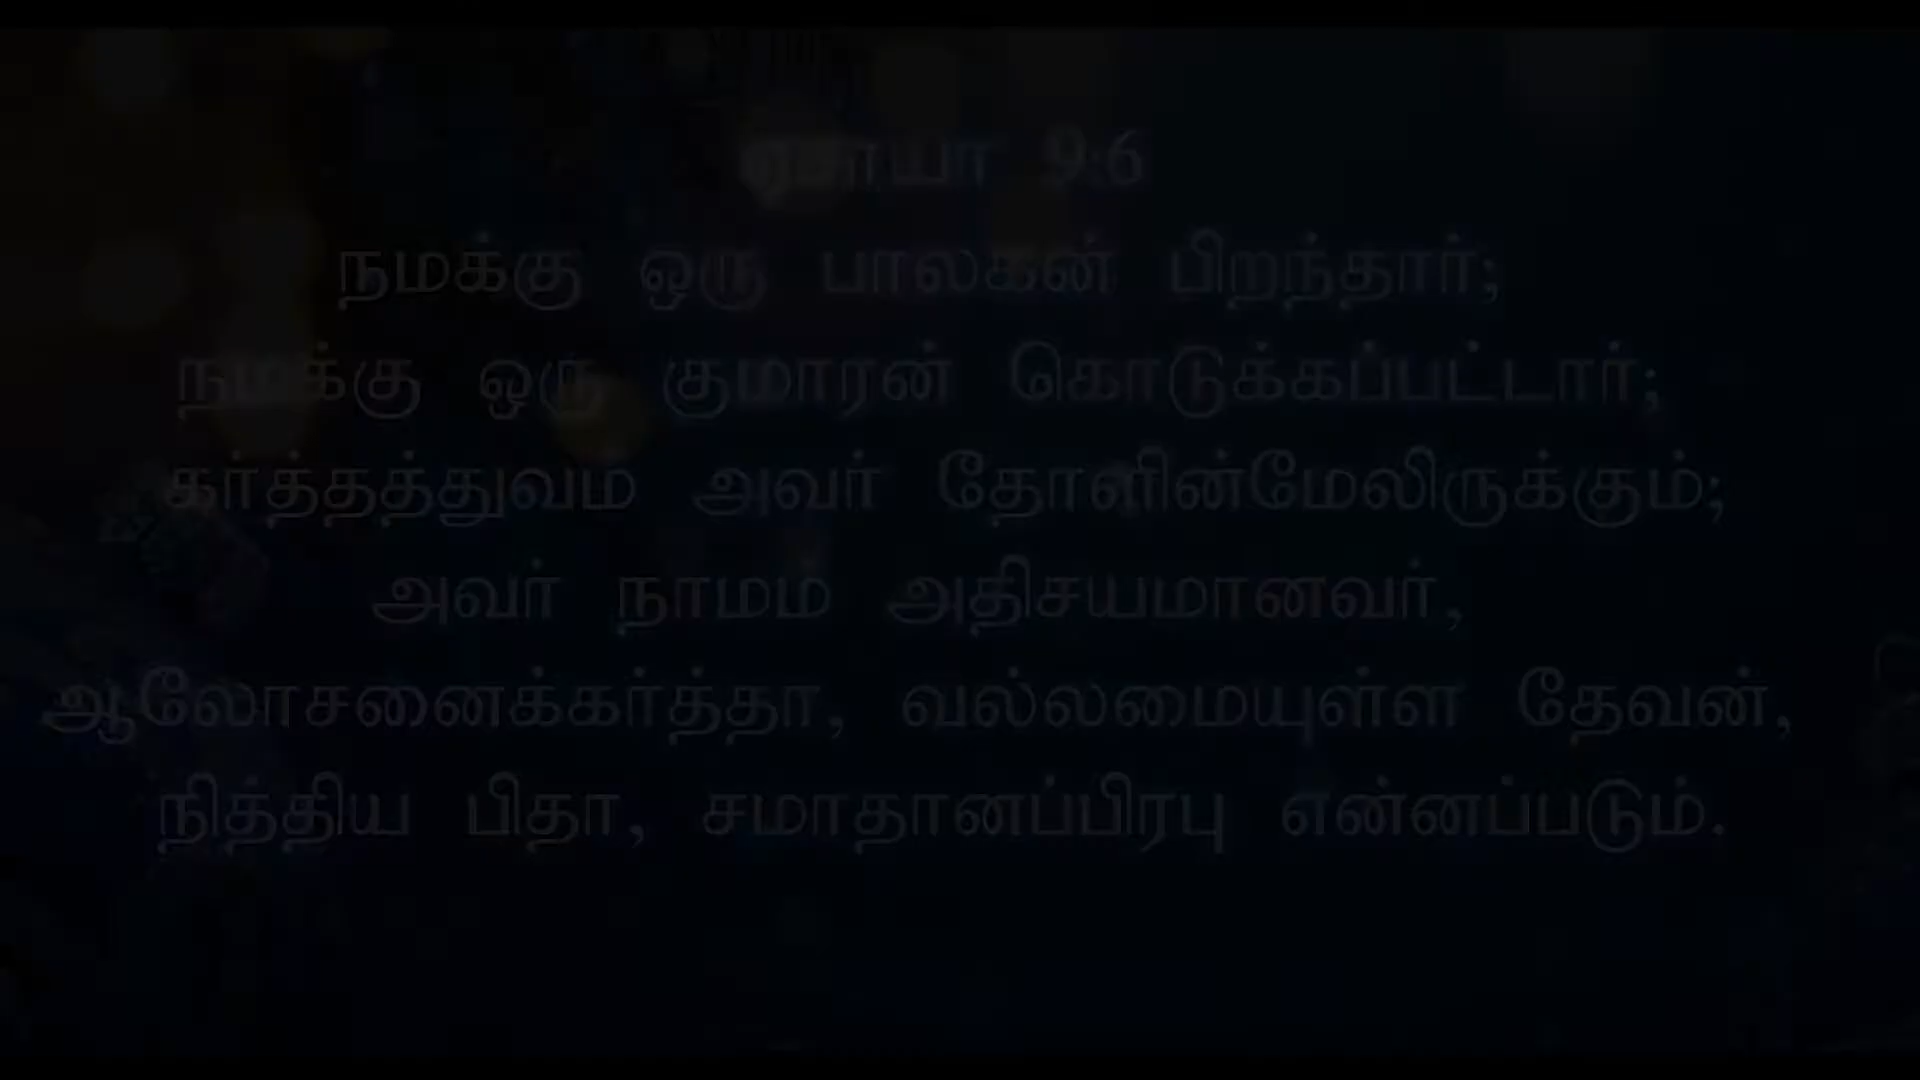 ஏசாயா 9:6
நமக்கு ஒரு பாலகன் பிறந்தார்;
நமக்கு ஒரு குமாரன் கொடுக்கப்பட்டார்;
கர்த்தத்துவம் அவர் தோளின்மேலிருக்கும்;
அவர் நாமம் அதிசயமானவர்,
ஆலோசனைக்கர்த்தா, வல்லமையுள்ள தேவன்,
நித்திய பிதா, சமாதானப்பிரபு என்னப்படும்.